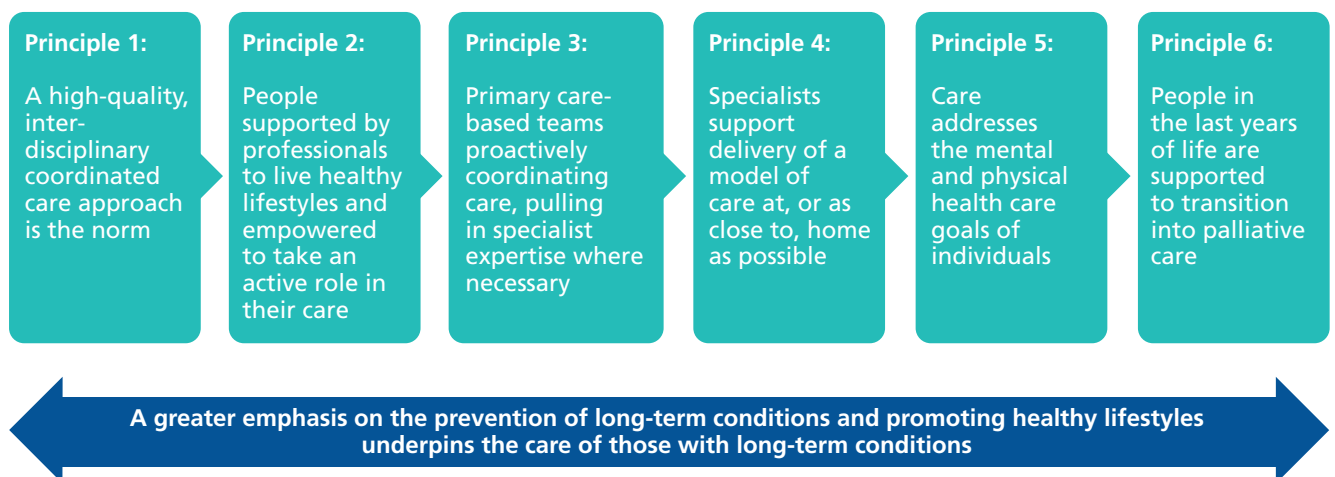 Principle 1:
A high-quality,
inter-
disciplinary
coordinated
care approach
is the norm
Principle 2:
People
supported by
professionals
to live healthy
lifestyles and
empowered
to take an
active role in
their care
Principle 3:
Primary care-
based teams
proactively
coordinating
care, pulling
in specialist
expertise where
necessary
Principle 4:
Specialists
support
delivery of a
model of
care at, or as
close to, home
as possible
Principle 5:
Care
addresses
the mental
and physical
health care
goals of
individuals
Principle 6:
People in
the last years
of life are
supported
to transition
into palliative
care
A greater emphasis on the prevention of long-term conditions and promoting healthy lifestyles
underpins the care of those with long-term conditions